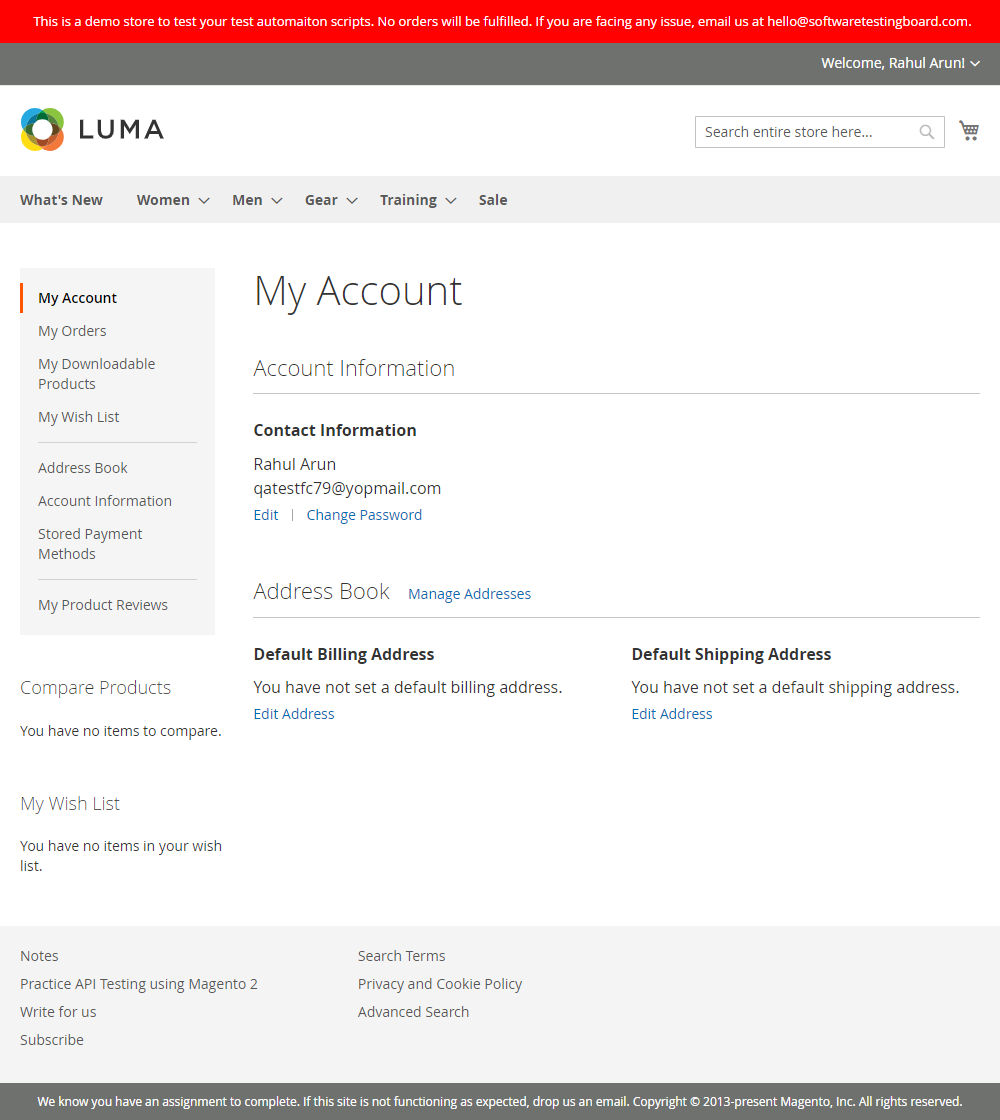 This is a demo store to test your test automaiton scripts. No orders will be fulfilled. If you are facing any issue, email us at hello@softwaretestingboard.com.
Welcome, Rahul Arun!
LUMA
Search entire store here...
What's New Women Men Gear Training Sale
My Account
My Orders
My Downloadable
Products
My Wish List
Address Book
Account Information
Stored Payment
Methods
My Product Reviews
Compare Products
You have no items to compare.
My Wish List
You have no items in your wish
list.
My Account
Account Information
Contact Information
Rahul Arun
qatestfc79@yopmail.com
Edit | Change Password
Address Book Manage Addresses
Default Billing Address
You have not set a default billing address.
Edit Address
Default Shipping Address
You have not set a default shipping address.
Edit Address
Notes
Practice API Testing using Magento 2
Write for us
Subscribe
Search Terms
Privacy and Cookie Policy
Advanced Search
We know you have an assignment to complete. If this site is not functioning as expected, drop us an email. Copyright © 2013-present Magento, Inc. All rights reserved.